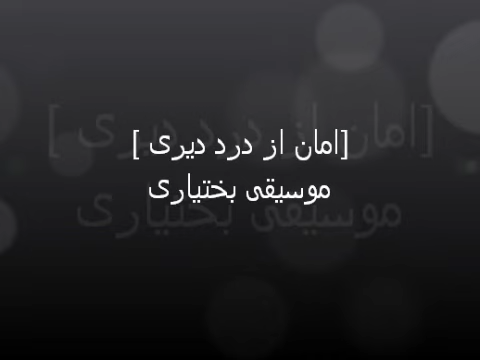 [امان از درد دیری ]
موسیقی بختیاری